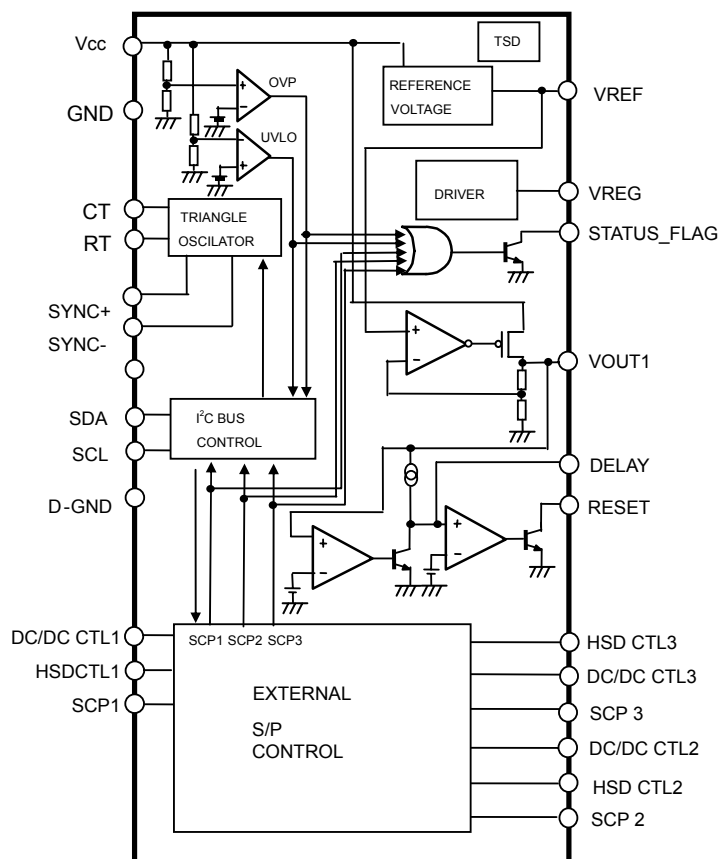 Vcc
GND
CT
RT
SYNC+
SYNC-
SDA
SCL
D-GND
DC/DC CTL1
HSDCTL1
SCP1
OVP
+
−
UVLO
−
+
TRIANGLE
OSCILATOR
I²C BUS
CONTROL
TSD
REFERENCE
VOLTAGE
DRIVER
+
−
+
−
+
−
SCP1 SCP2 SCP3
EXTERNAL
S/P
CONTROL
VREF
VREG
STATUS_FLAG
VOUT1
DELAY
RESET
HSD CTL3
DC/DC CTL3
SCP 3
DC/DC CTL2
HSD CTL2
SCP 2